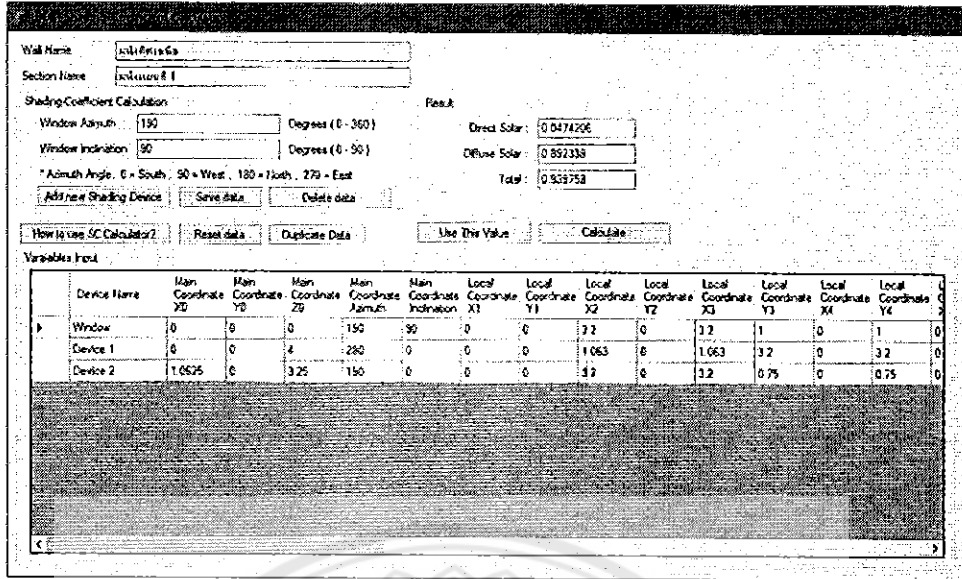 Wall Name
Section Name
Shading Coefficient Calculation
Window Azimuth : 150 Degrees ( 0 - 360 )
Window Inclination : 90 Degrees ( 0 - 90 )
* Azimuth Angle, 0 = South , 90 = West , 180 = North , 270 = East
Add new Shading Device Save data Delete data
How to use SC Calculator? Reset data Duplicate Data
Result
Direct Solar : 0.0474206
Diffuse Solar : 0.892339
Total : 0.939759
Use This Value Calculate
Variables Input
Device Name Main Coordinate X0 Main Coordinate Y0 Main Coordinate Z0 Main Coordinate Azimuth Main Coordinate Inclination Local Coordinate X1 Local Coordinate Y1 Local Coordinate X2 Local Coordinate Y2 Local Coordinate X3 Local Coordinate Y3 Local Coordinate X4 Local Coordinate Y4
Window 0 0 0 150 90 0 0 3.2 0 3.2 1 0 1 0
Device 1 0 0 4 280 0 0 0 1.063 0 1.063 3.2 0 3.2 0
Device 2 1.0625 0 3.25 150 0 0 0 3.2 0 3.2 0.75 0 0.75 0